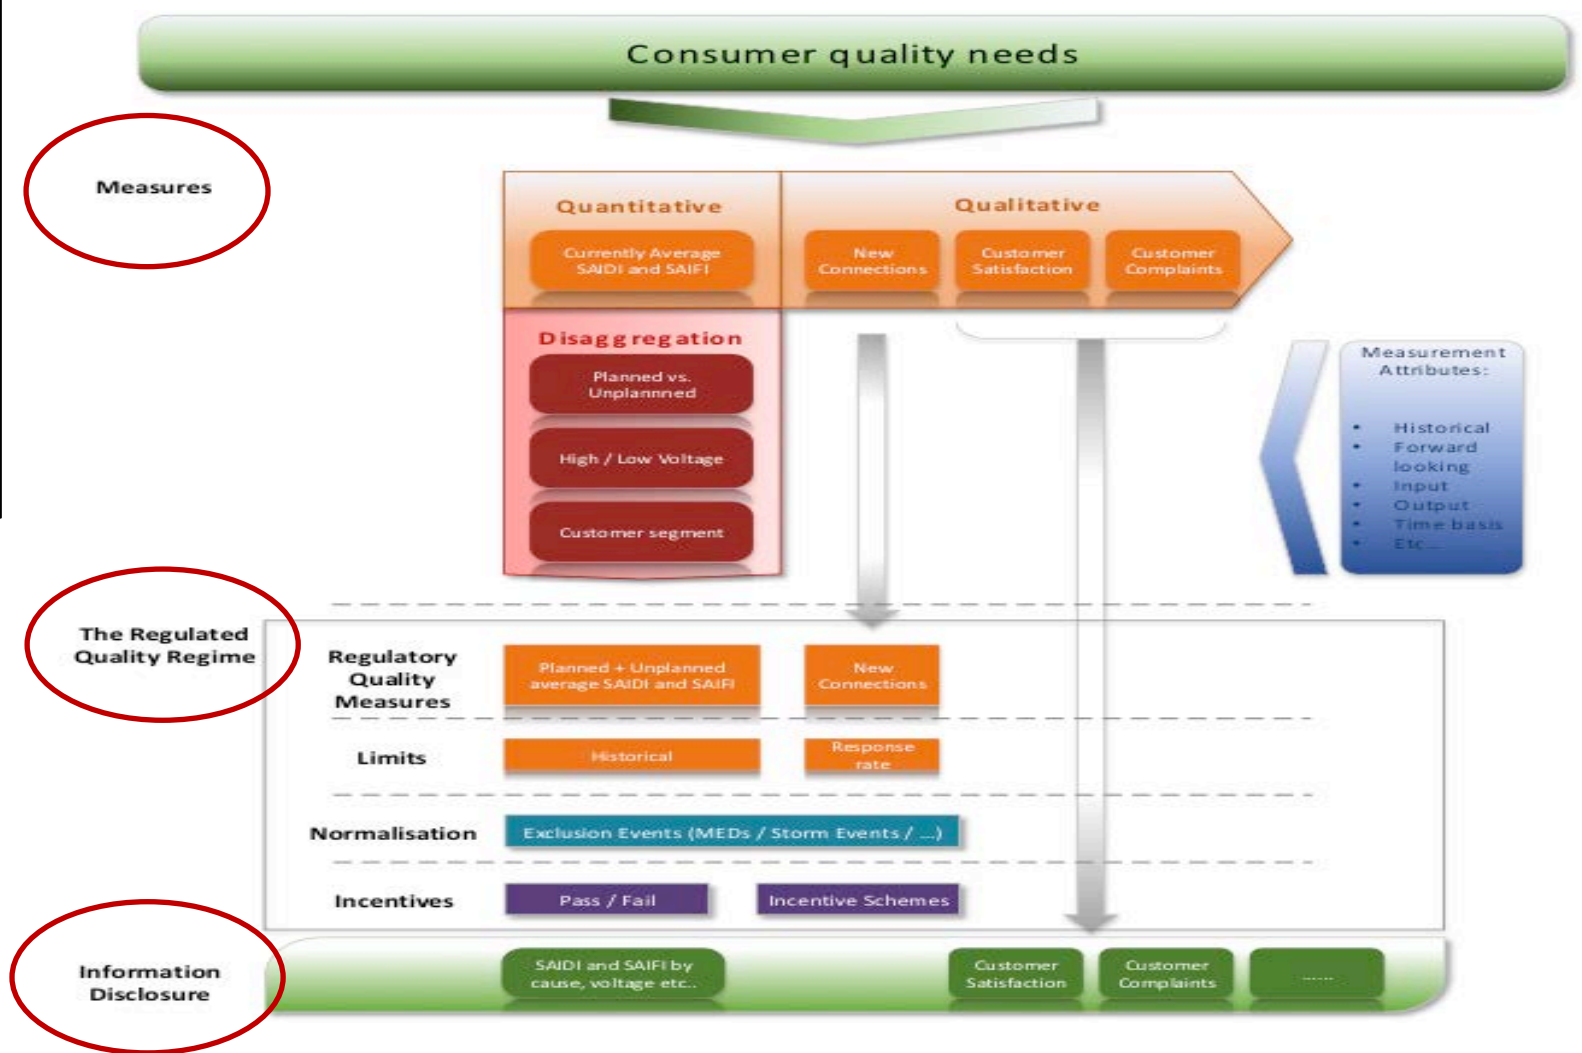 Consumer quality needs
Measures
Quantitative
Qualitative
Currently Average
SAIDI and SAIFI
New
Connections
Customer
Satisfaction
Customer
Complaints
Disaggregation
Planned vs.
Unplannned
High / Low Voltage
Customer segment
Measurement
Attributes:
• Historical
• Forward
looking
• Input
• Output
• Time basis
• Etc...
The Regulated
Quality Regime
Regulatory
Quality
Measures
Planned + Unplanned
average SAIDI and SAIFI
New
Connections
Limits
Historical
Response
rate
Normalisation
Exclusion Events (MEDs / Storm Events / ...)
Incentives
Pass / Fail
Incentive Schemes
Information
Disclosure
SAIDI and SAIFI by
cause, voltage etc..
Customer
Satisfaction
Customer
Complaints
......